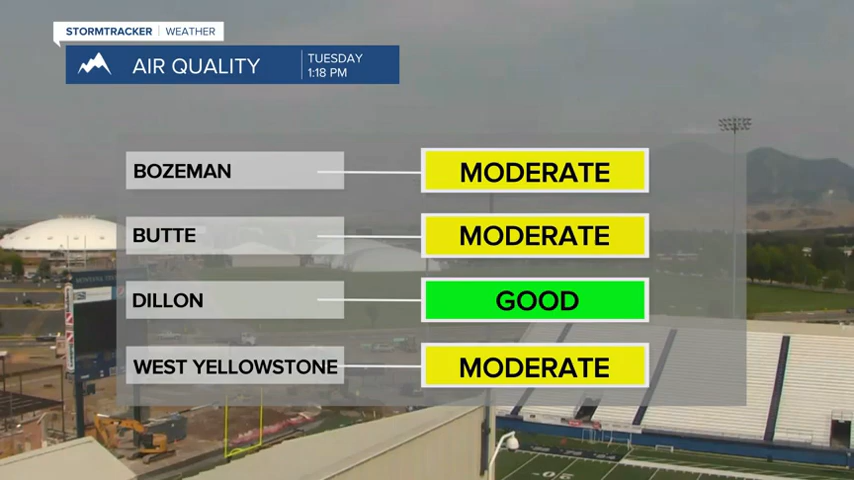 STORMTRACKER WEATHER
AIR QUALITY
TUESDAY
1:18 PM
BOZEMAN MODERATE
BUTTE MODERATE
DILLON GOOD
WEST YELLOWSTONE MODERATE